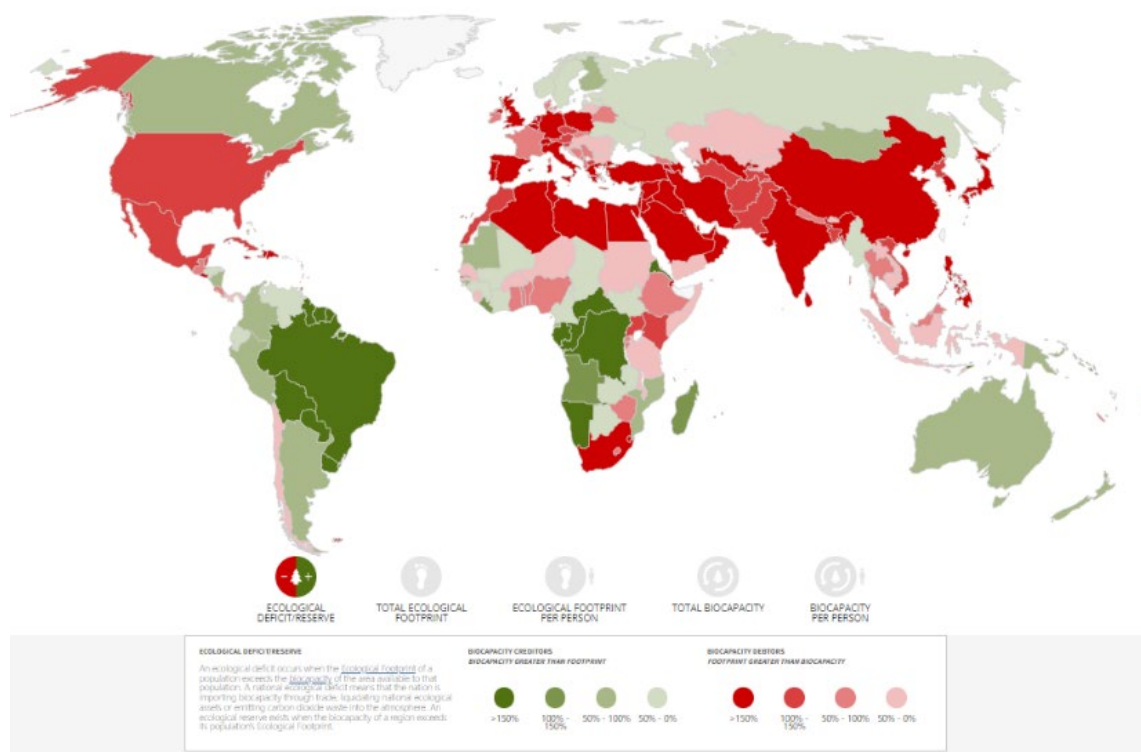 ECOLOGICAL
DEFICIT/RESERVE
TOTAL ECOLOGICAL
FOOTPRINT
ECOLOGICAL FOOTPRINT
PER PERSON
TOTAL BIOCAPACITY
BIOCAPACITY
PER PERSON
ECOLOGICAL DEFICIT/RESERVE
An ecological deficit occurs when the Ecological Footprint of a
population exceeds the biocapacity of the area available to that
population. A national ecological deficit means that the nation is
importing biocapacity through trade, liquidating national ecological
assets or emitting carbon dioxide waste into the atmosphere. An
ecological reserve exists when the biocapacity of a region exceeds
its population's Ecological Footprint.
BIOCAPACITY CREDITORS
BIOCAPACITY GREATER THAN FOOTPRINT
>150%
100% -
150%
50% - 100%
50% - 0%
BIOCAPACITY DEBTORS
FOOTPRINT GREATER THAN BIOCAPACITY
>150%
100% -
150%
50% - 100%
50% - 0%